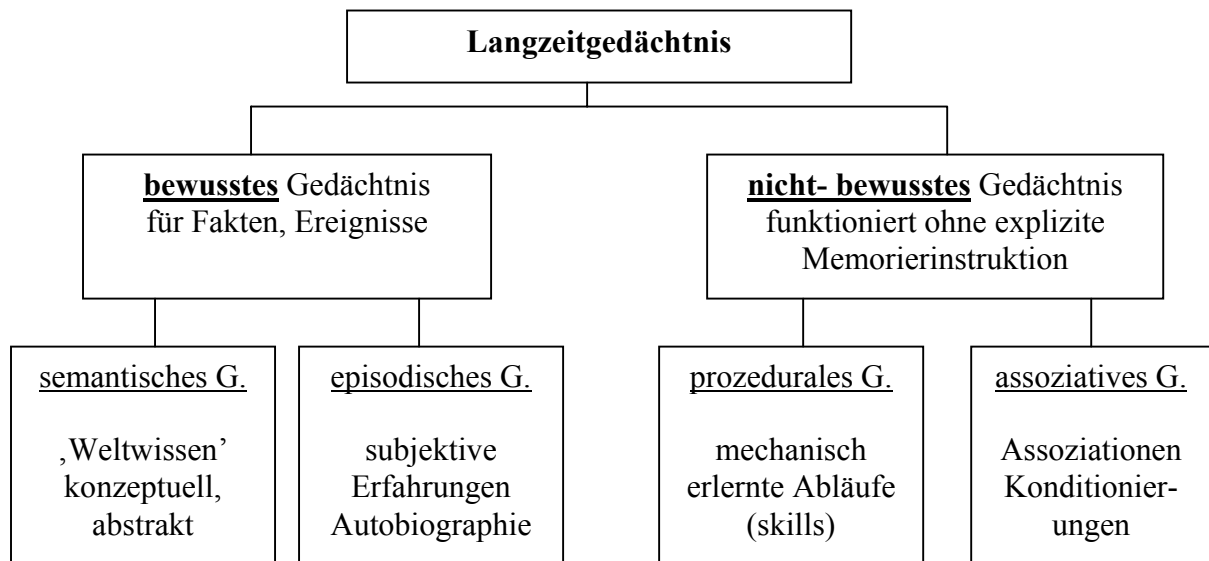 Langzeitgedächtnis
bewusstes Gedächtnis
für Fakten, Ereignisse
nicht- bewusstes Gedächtnis
funktioniert ohne explizite
Memorierinstruktion
semantisches G.
‚Weltwissen’
konzeptuell,
abstrakt
episodisches G.
subjektive
Erfahrungen
Autobiographie
prozedurales G.
mechanisch
erlernte Abläufe
(skills)
assoziatives G.
Assoziationen
Konditionier-
ungen